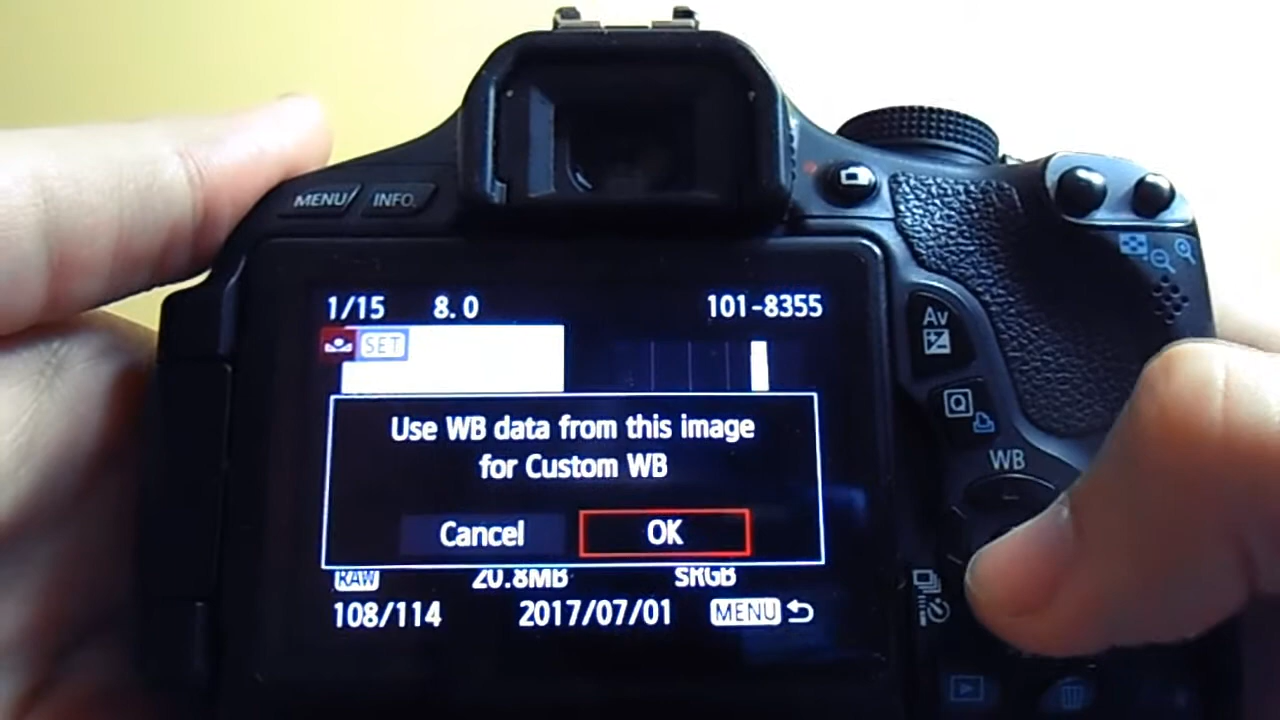 MENU INFO.
1/15 8.0 101-8355
SET
Use WB data from this image
for Custom WB
Cancel OK
RAW 20.8MB SRGB
108/114 2017/07/01 MENU
Av
Q
WB